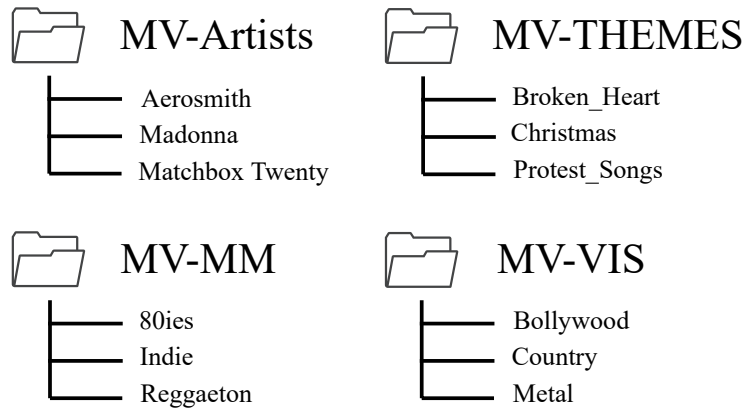 MV-Artists
Aerosmith
Madonna
Matchbox Twenty
MV-THEMES
Broken_Heart
Christmas
Protest_Songs
MV-MM
80ies
Indie
Reggaeton
MV-VIS
Bollywood
Country
Metal